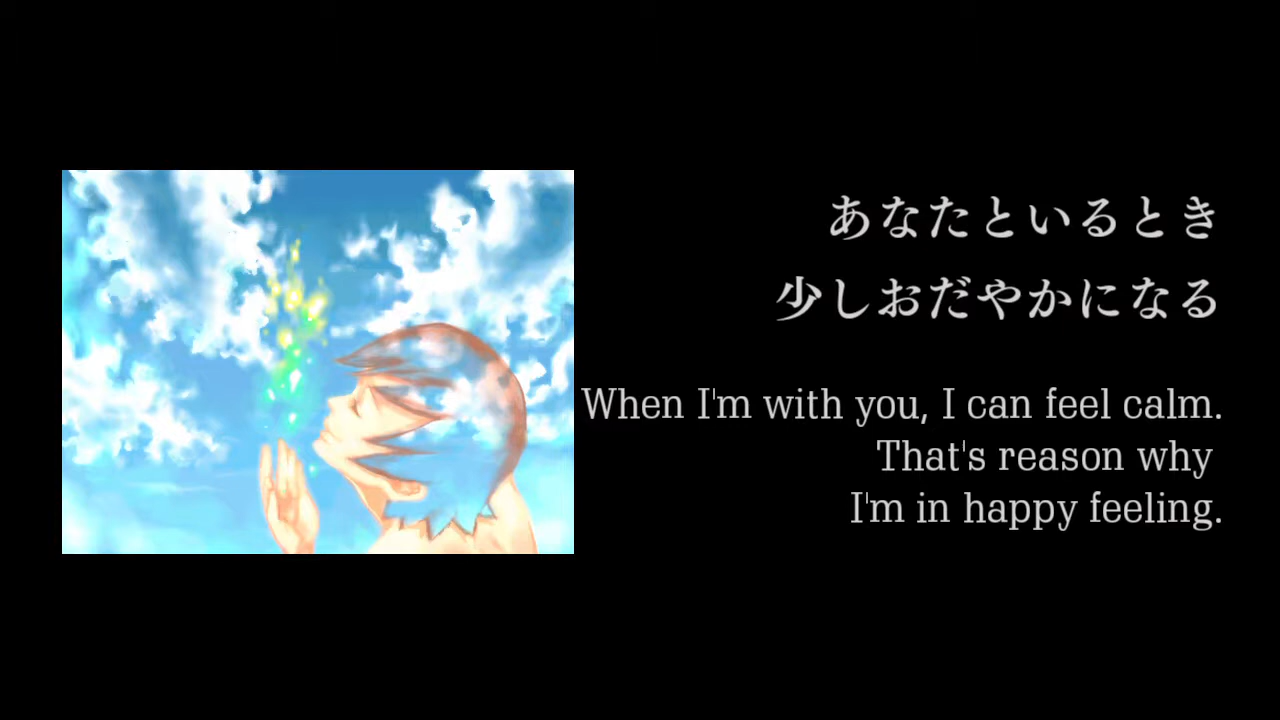 あなたといるとき
少しおだやかになる
When I'm with you, I can feel calm.
That's reason why
I'm in happy feeling.